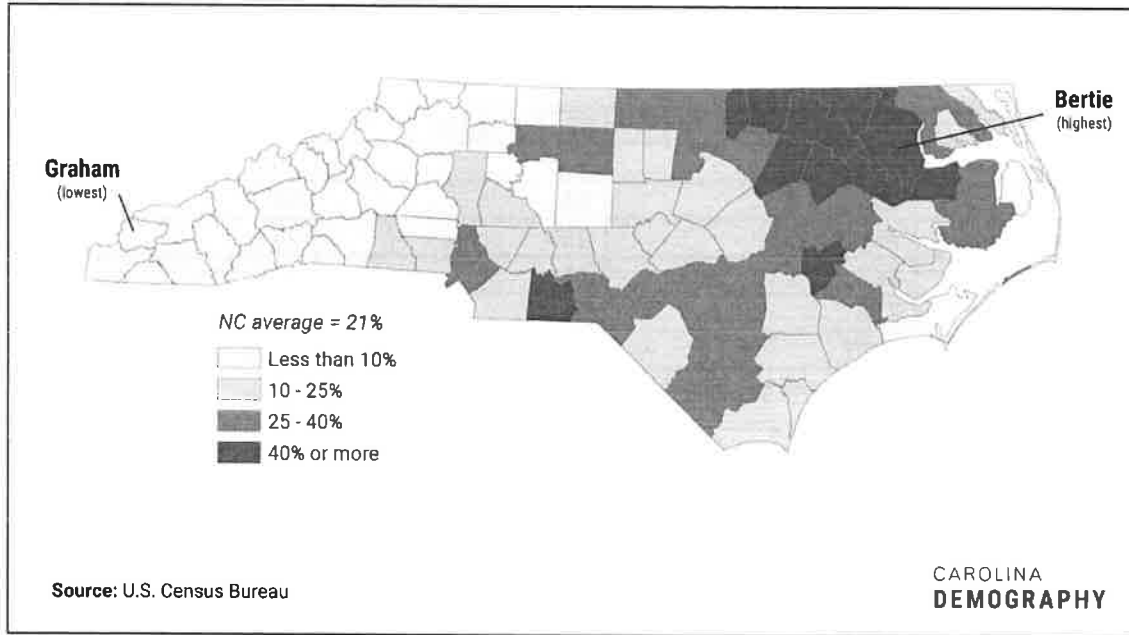 Graham
(lowest)
Bertie
(highest)
NC average = 21%
Less than 10%
10 - 25%
25 - 40%
40% or more
Source: U.S. Census Bureau
CAROLINA
DEMOGRAPHY